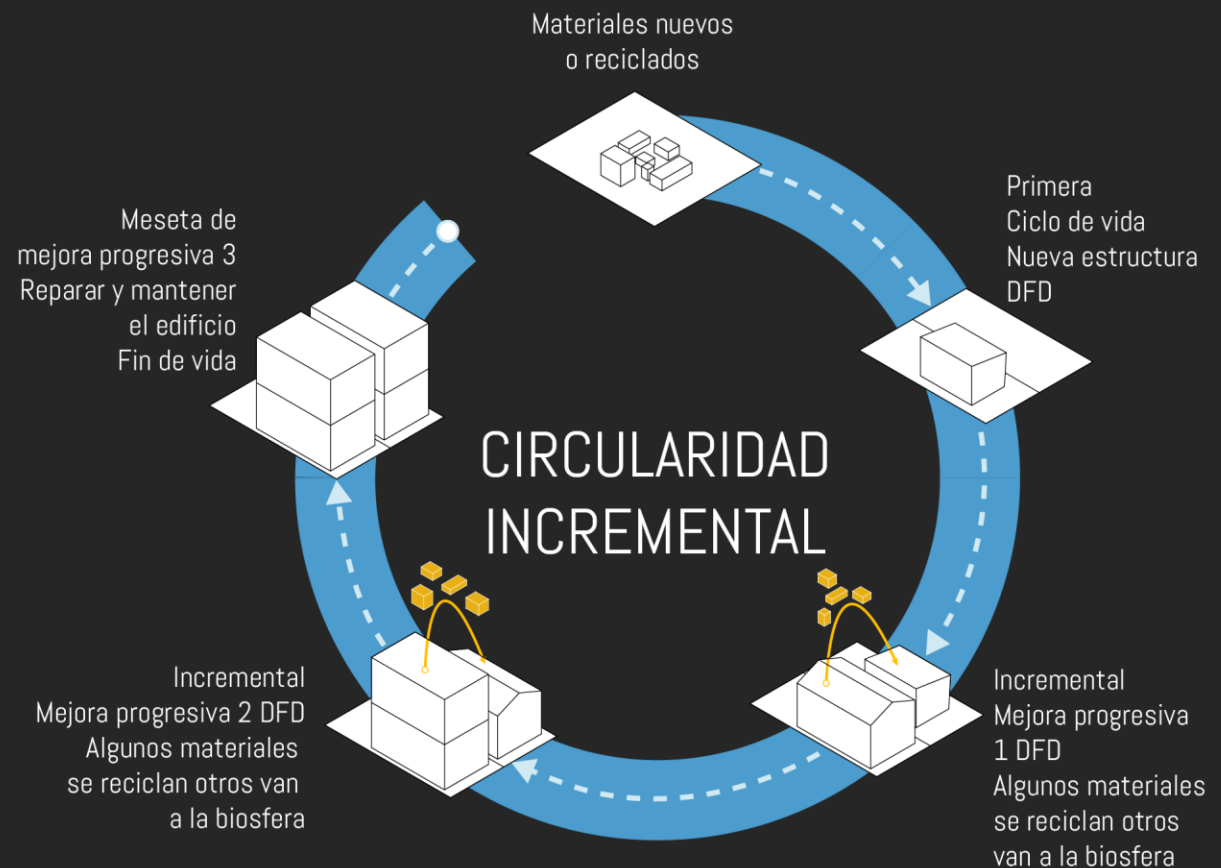 Materiales nuevos
o reciclados
Primera
Ciclo de vida
Nueva estructura
DFD
Meseta de
mejora progresiva 3
Reparar y mantener
el edificio
Fin de vida
CIRCULARIDAD
INCREMENTAL
Incremental
Mejora progresiva 2 DFD
Algunos materiales
se reciclan otros van
a la biosfera
Incremental
Mejora progresiva
1 DFD
Algunos materiales
se reciclan otros
van a la biosfera